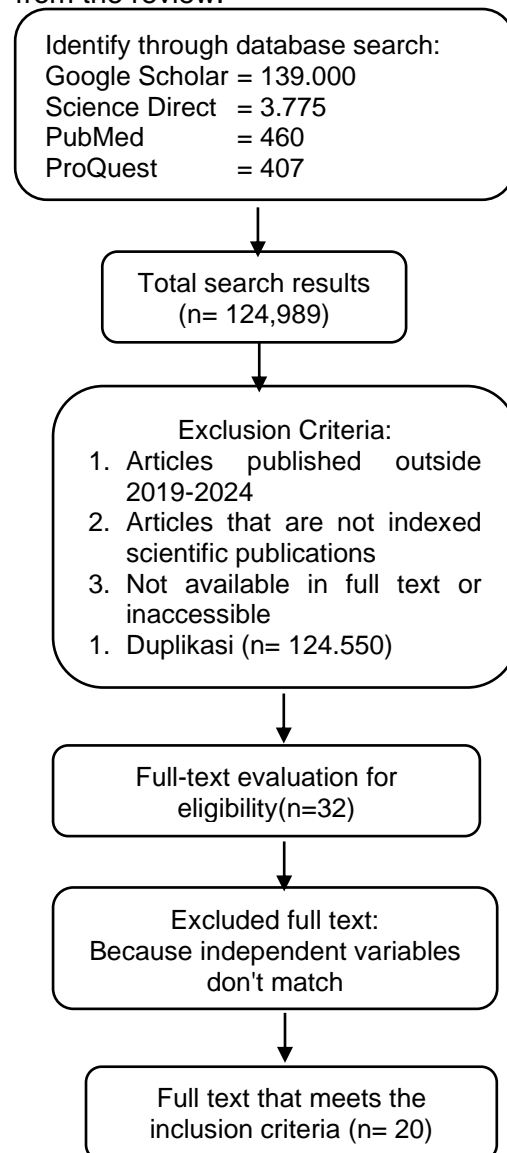 from the review.
Identify through database search:
Google Scholar = 139.000
Science Direct = 3.775
PubMed = 460
ProQuest = 407
Total search results
(n= 124,989)
Exclusion Criteria:
1. Articles published outside
2019-2024
2. Articles that are not indexed
scientific publications
3. Not available in full text or
inaccessible
1. Duplikasi (n= 124.550)
Full-text evaluation for
eligibility(n=32)
Excluded full text:
Because independent variables
don't match
Full text that meets the
inclusion criteria (n= 20)